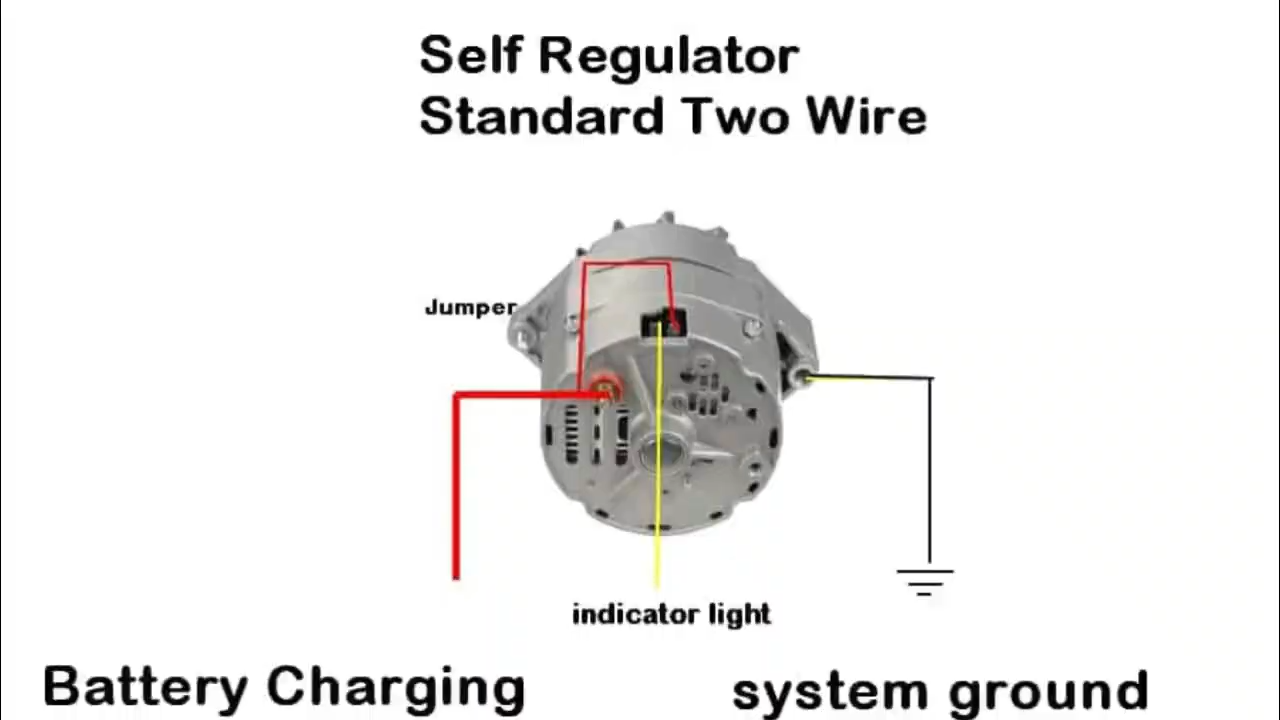 Self Regulator
Standard Two Wire
Jumper
indicator light
Battery Charging
system ground